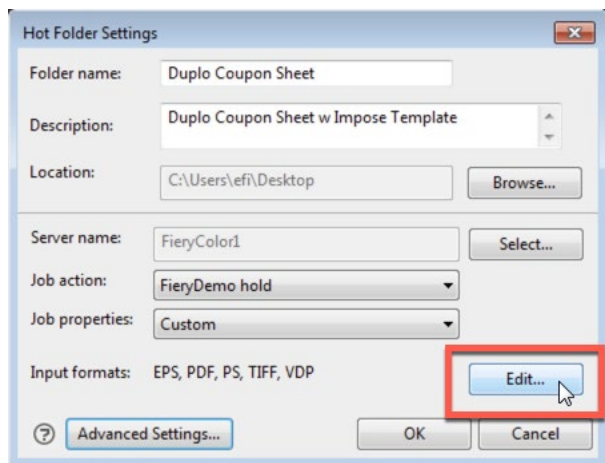 Hot Folder Settings
Folder name: Duplo Coupon Sheet
Description: Duplo Coupon Sheet w Impose Template
Location: C:\Users\efi\Desktop Browse...
Server name: FieryColor1 Select...
Job action: FieryDemo hold
Job properties: Custom
Input formats: EPS, PDF, PS, TIFF, VDP Edit...
? Advanced Settings... OK Cancel